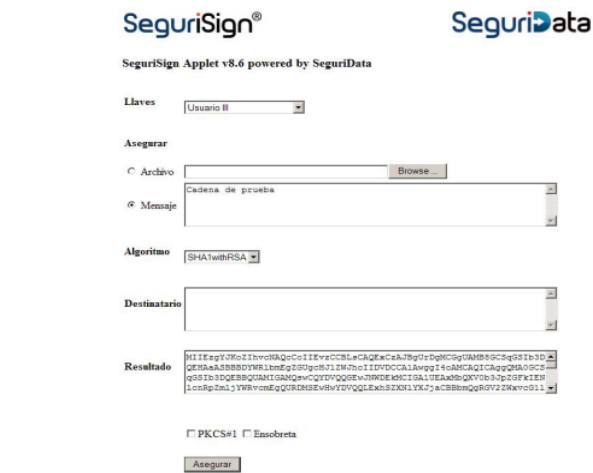 SeguriSign®
SeguriData
SeguriSign Applet v8.6 powered by SeguriData
Llaves
Usuario II
Asegurar
Archivo
Browse ...
Mensaje
Cadena de prueba
Algoritmo
SHA1withRSA
Destinatario
Resultado
PKCS#1
Ensobreta
Asegurar